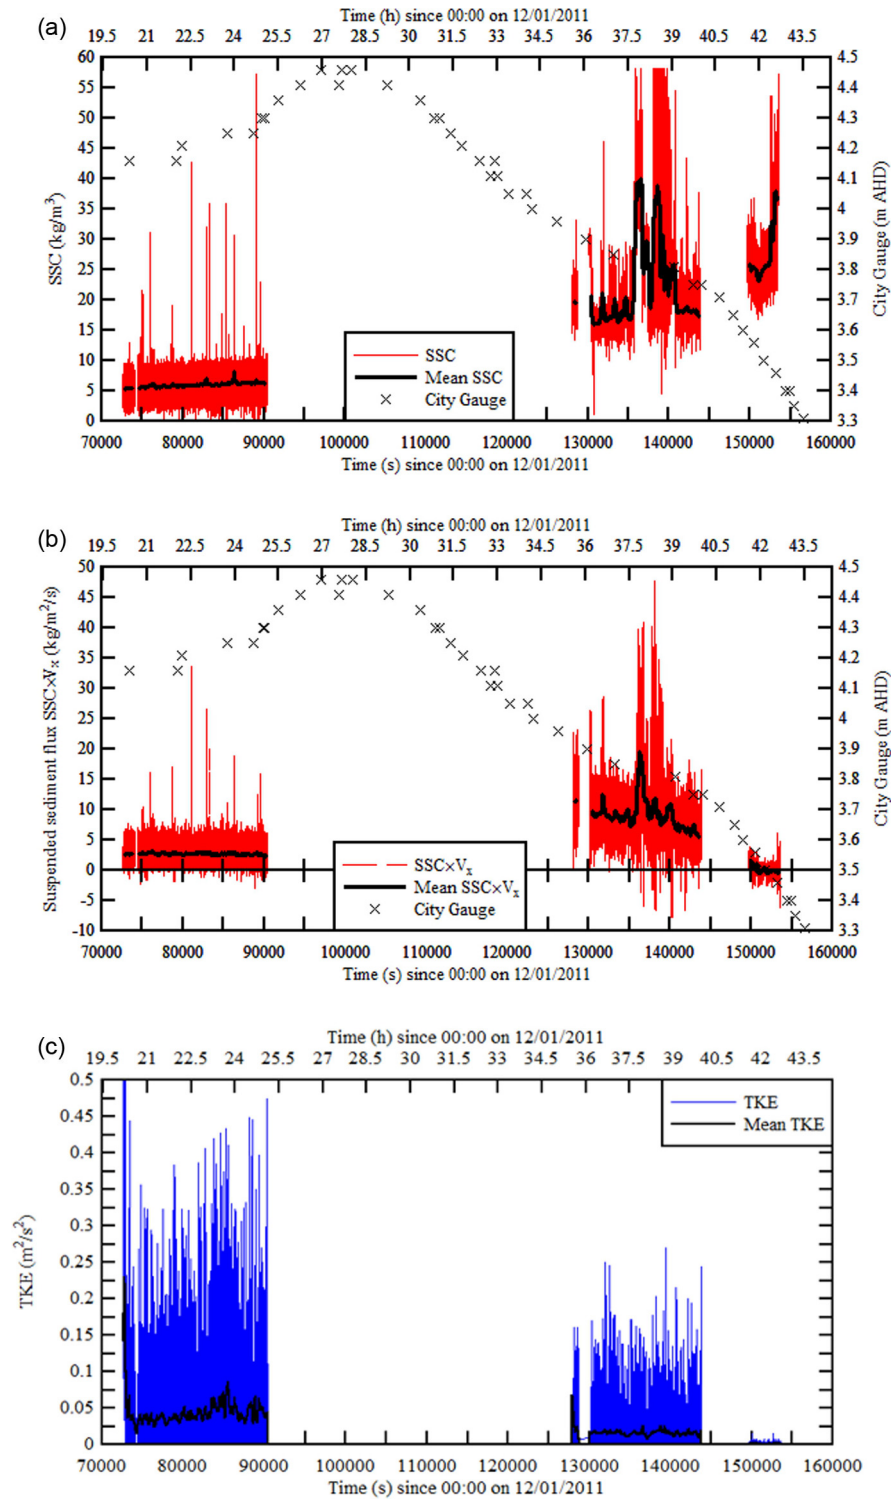 (a)
Time (h) since 00:00 on 12/01/2011
19.5 21 22.5 24 25.5 27 28.5 30 31.5 33 34.5 36 37.5 39 40.5 42 43.5
60 4.5
55 4.4
50 4.3
45 4.2
40 4.1
35 4
30 3.9
25 3.8
20 3.7
15 3.6
10 3.5
5 3.4
0 3.3
SSC (kg/m³)
City Gauge (m AHD)
SSC
Mean SSC
City Gauge
70000 80000 90000 100000 110000 120000 130000 140000 150000 160000
Time (s) since 00:00 on 12/01/2011
(b)
Time (h) since 00:00 on 12/01/2011
19.5 21 22.5 24 25.5 27 28.5 30 31.5 33 34.5 36 37.5 39 40.5 42 43.5
50 4.5
45 4.4
40 4.3
35 4.2
30 4.1
25 4
20 3.9
15 3.8
10 3.7
5 3.6
0 3.5
-5 3.4
-10 3.3
Suspended sediment flux SSC×Vₓ (kg/m²/s)
City Gauge (m AHD)
SSC×Vₓ
Mean SSC×Vₓ
City Gauge
70000 80000 90000 100000 110000 120000 130000 140000 150000 160000
Time (s) since 00:00 on 12/01/2011
(c)
Time (h) since 00:00 on 12/01/2011
19.5 21 22.5 24 25.5 27 28.5 30 31.5 33 34.5 36 37.5 39 40.5 42 43.5
0.5
0.45
0.4
0.35
0.3
0.25
0.2
0.15
0.1
0.05
0
TKE (m²/s²)
TKE
Mean TKE
70000 80000 90000 100000 110000 120000 130000 140000 150000 160000
Time (s) since 00:00 on 12/01/2011